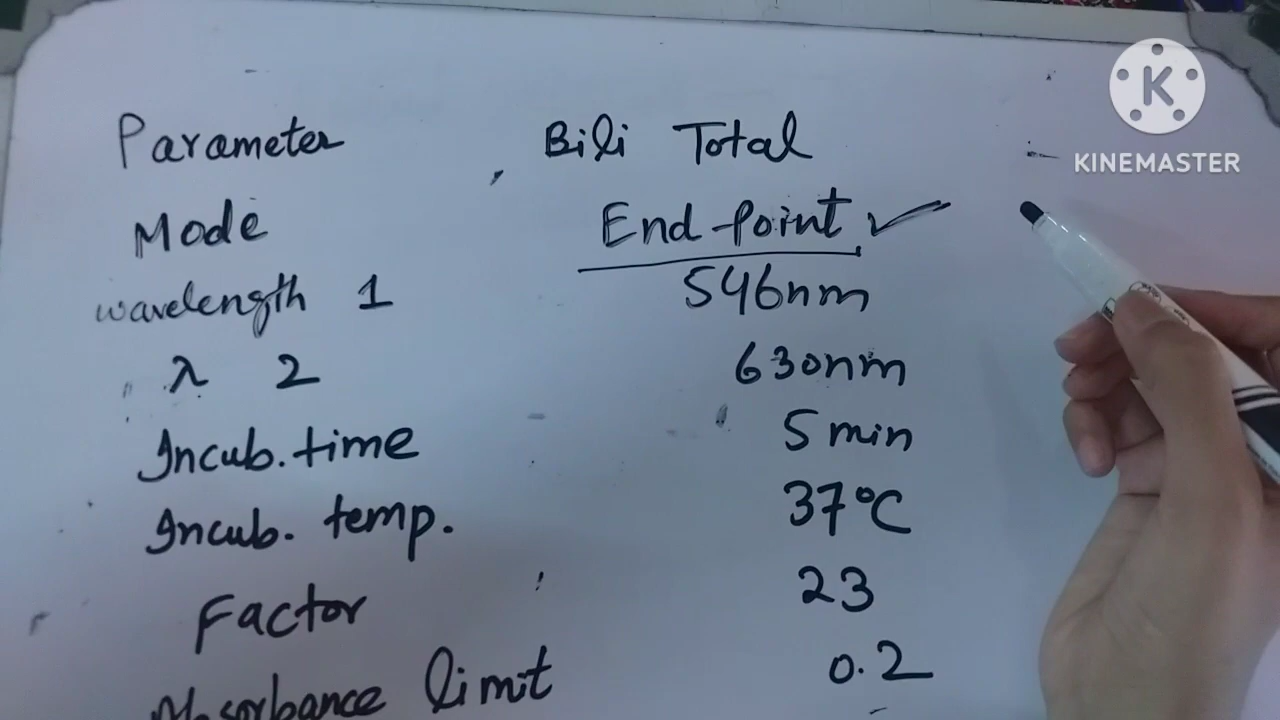 Parameter Bili Total
Mode End point ✓
wavelength 1 546nm
λ 2 630nm
Incub. time 5 min
Incub. temp. 37°C
Factor 23
Absorbance limit 0.2
K
KINEMASTER